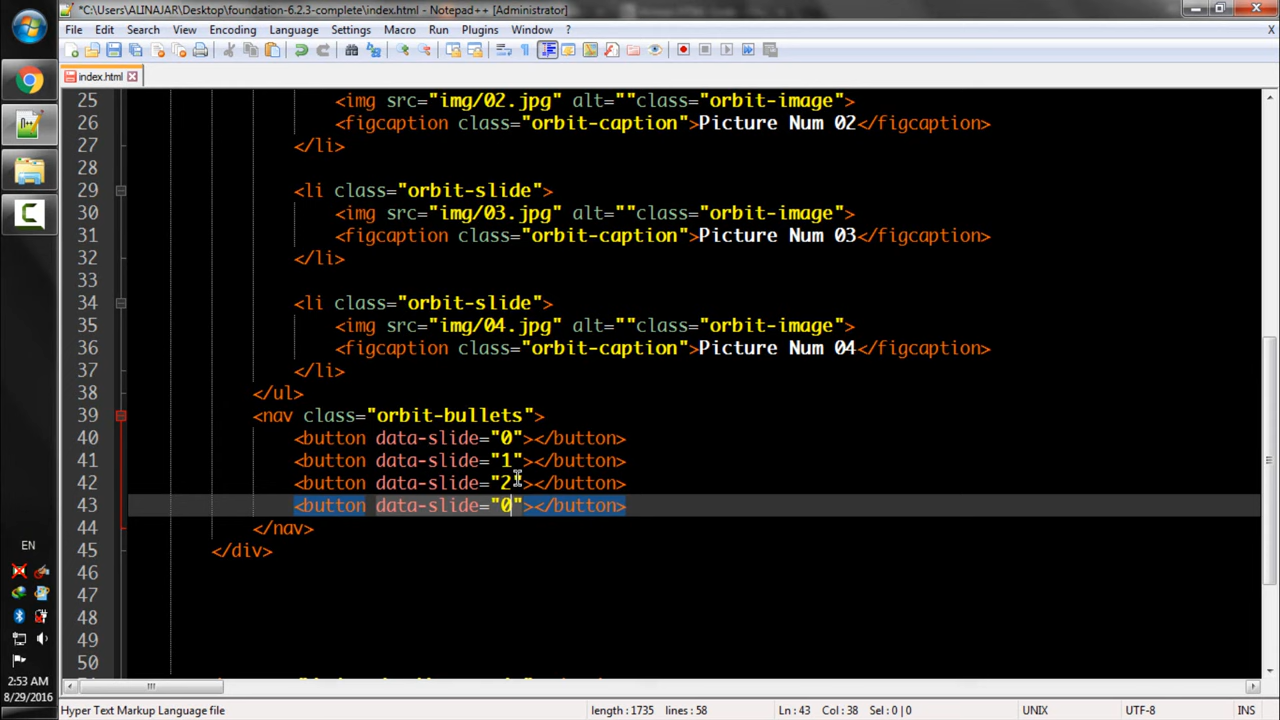 *C:\Users\ALINAJAR\Desktop\foundation-6.2.3-complete\index.html - Notepad++ [Administrator]
File Edit Search View Encoding Language Settings Macro Run Plugins Window ?
index.html
25 <img src="img/02.jpg" alt=""class="orbit-image">
26 <figcaption class="orbit-caption">Picture Num 02</figcaption>
27 </li>
28
29 <li class="orbit-slide">
30 <img src="img/03.jpg" alt=""class="orbit-image">
31 <figcaption class="orbit-caption">Picture Num 03</figcaption>
32 </li>
33
34 <li class="orbit-slide">
35 <img src="img/04.jpg" alt=""class="orbit-image">
36 <figcaption class="orbit-caption">Picture Num 04</figcaption>
37 </li>
38 </ul>
39 <nav class="orbit-bullets">
40 <button data-slide="0"></button>
41 <button data-slide="1"></button>
42 <button data-slide="2"></button>
43 <button data-slide="0"></button>
44 </nav>
45 </div>
46
47
48
49
50
EN
2:53 AM
8/29/2016
Hyper Text Markup Language file length : 1735 lines : 58 Ln : 43 Col : 38 Sel : 0 | 0 UNIX UTF-8 INS